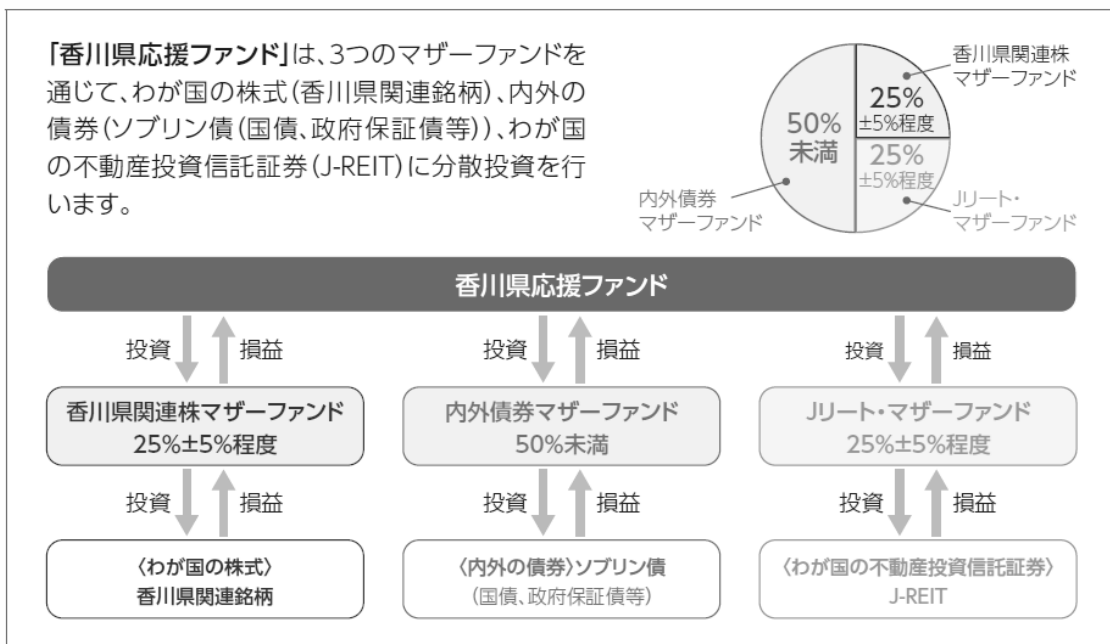 「香川県応援ファンド」は、3つのマザーファンドを
通じて、わが国の株式(香川県関連銘柄)、内外の
債券(ソブリン債(国債、政府保証債等))、わが国
の不動産投資信託証券(J-REIT)に分散投資を行
います。
香川県関連株
マザーファンド
25%
±5%程度
50%
未満
25%
±5%程度
内外債券
マザーファンド
Jリート・
マザーファンド
香川県応援ファンド
投資 損益 投資 損益 投資 損益
香川県関連株マザーファンド
25%±5%程度
内外債券マザーファンド
50%未満
Jリート・マザーファンド
25%±5%程度
投資 損益 投資 損益 投資 損益
〈わが国の株式〉
香川県関連銘柄
〈内外の債券〉ソブリン債
(国債、政府保証債等)
〈わが国の不動産投資信託証券〉
J-REIT